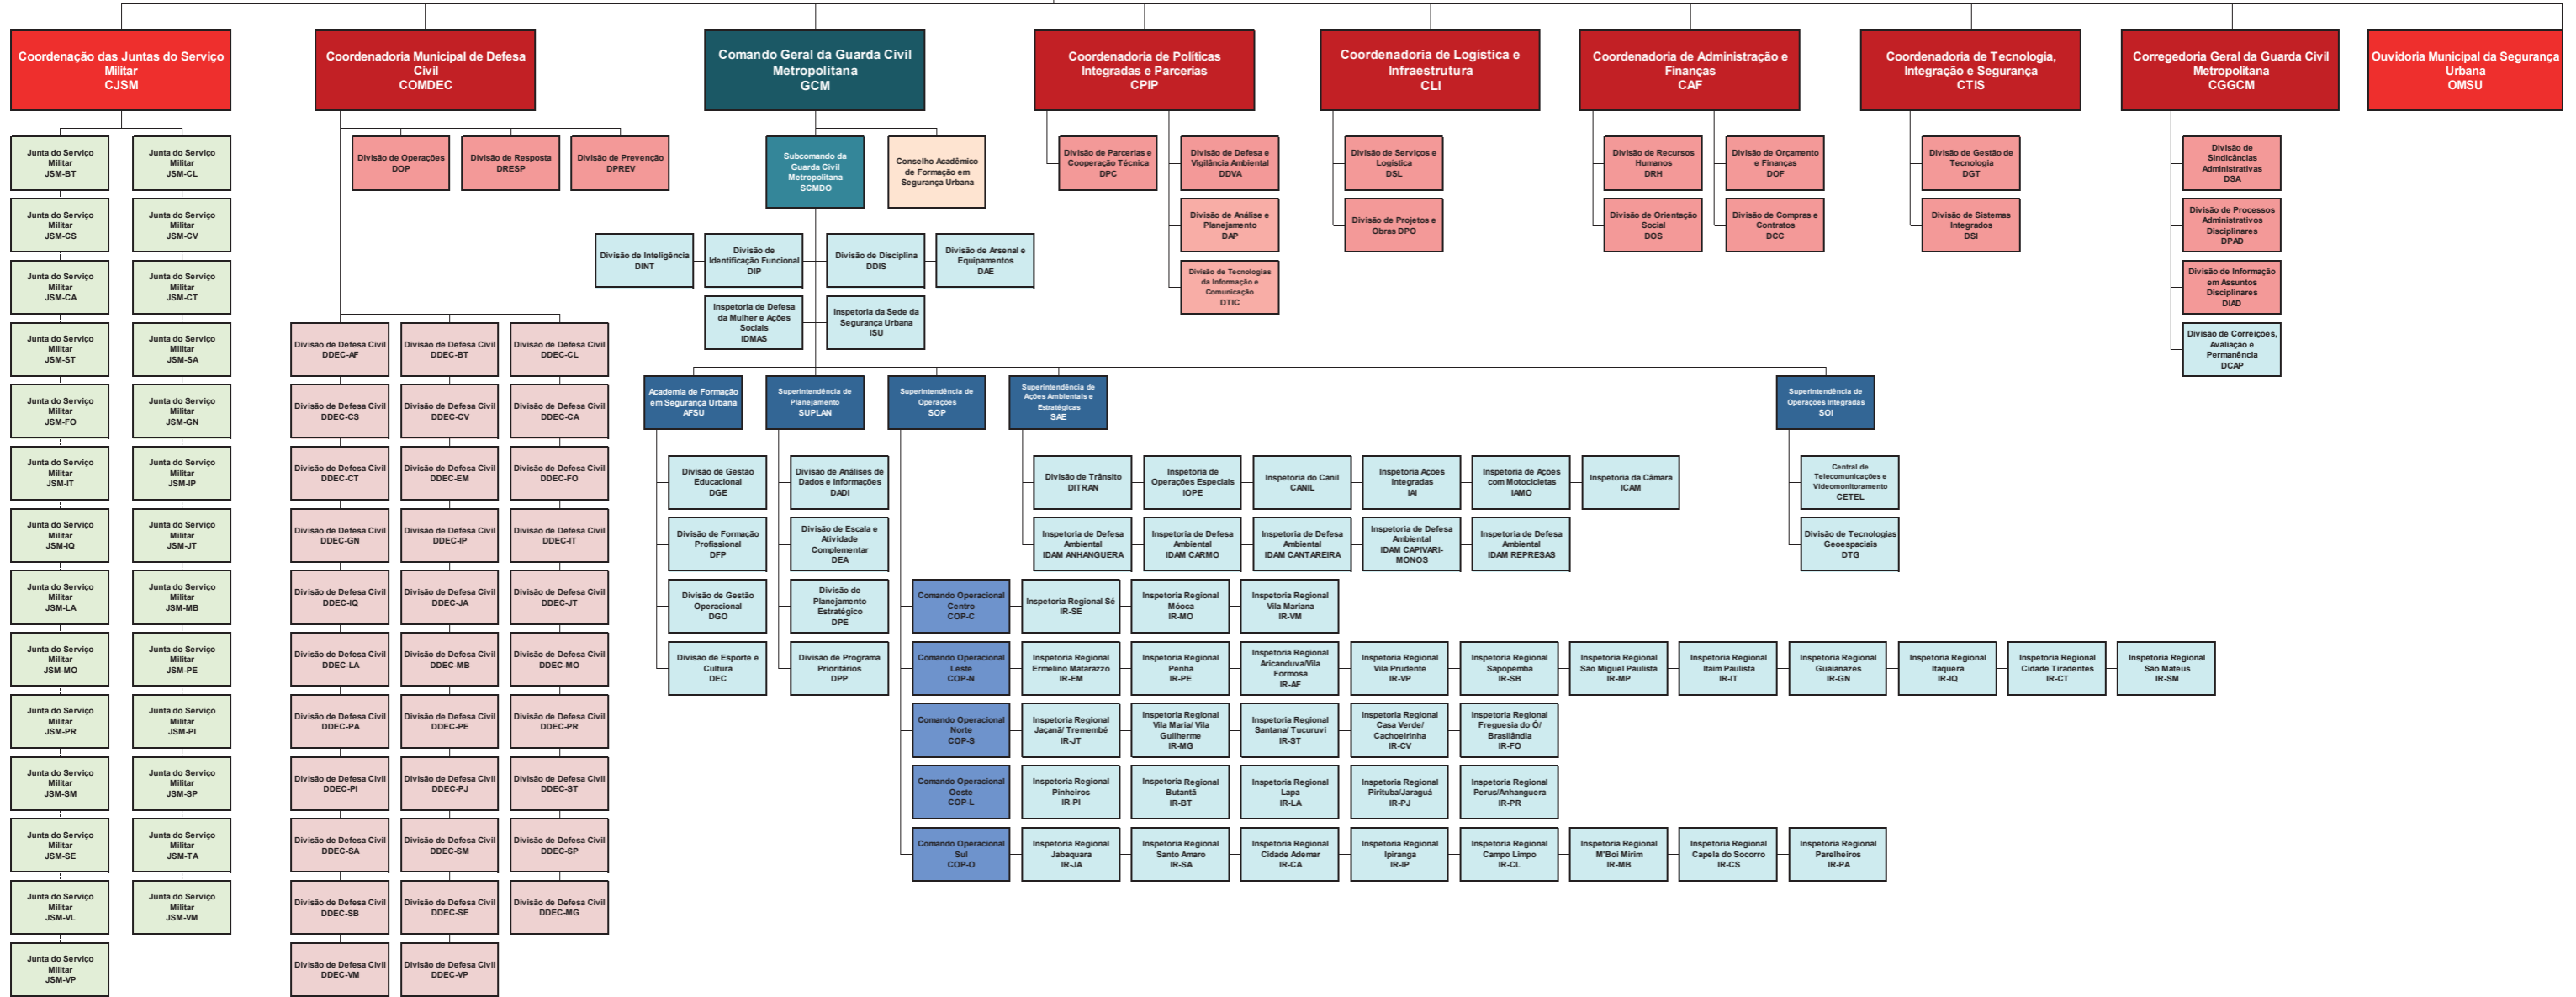 Coordenação das Juntas do Serviço
Militar
CJSM
Coordenadoria Municipal de Defesa
Civil
COMDEC
Comando Geral da Guarda Civil
Metropolitana
GCM
Coordenadoria de Políticas
Integradas e Parcerias
CPIP
Coordenadoria de Logística e
Infraestrutura
CLI
Coordenadoria de Administração e
Finanças
CAF
Coordenadoria de Tecnologia,
Integração e Segurança
CTIS
Corregedoria Geral da Guarda Civil
Metropolitana
CGGCM
Ouvidoria Municipal da Segurança
Urbana
OMSU
Junta do Serviço
Militar
JSM-BT
Junta do Serviço
Militar
JSM-CL
Junta do Serviço
Militar
JSM-CS
Junta do Serviço
Militar
JSM-CV
Junta do Serviço
Militar
JSM-CA
Junta do Serviço
Militar
JSM-CT
Junta do Serviço
Militar
JSM-ST
Junta do Serviço
Militar
JSM-SA
Junta do Serviço
Militar
JSM-FO
Junta do Serviço
Militar
JSM-GN
Junta do Serviço
Militar
JSM-IT
Junta do Serviço
Militar
JSM-IP
Junta do Serviço
Militar
JSM-IQ
Junta do Serviço
Militar
JSM-JT
Junta do Serviço
Militar
JSM-LA
Junta do Serviço
Militar
JSM-MB
Junta do Serviço
Militar
JSM-MO
Junta do Serviço
Militar
JSM-PE
Junta do Serviço
Militar
JSM-PR
Junta do Serviço
Militar
JSM-PI
Junta do Serviço
Militar
JSM-SM
Junta do Serviço
Militar
JSM-SP
Junta do Serviço
Militar
JSM-SE
Junta do Serviço
Militar
JSM-TA
Junta do Serviço
Militar
JSM-VL
Junta do Serviço
Militar
JSM-VM
Junta do Serviço
Militar
JSM-VP
Divisão de Operações
DOP
Divisão de Resposta
DRESP
Divisão de Prevenção
DPREV
Divisão de Defesa Civil
DDEC-AF
Divisão de Defesa Civil
DDEC-BT
Divisão de Defesa Civil
DDEC-CL
Divisão de Defesa Civil
DDEC-CS
Divisão de Defesa Civil
DDEC-CV
Divisão de Defesa Civil
DDEC-CA
Divisão de Defesa Civil
DDEC-CT
Divisão de Defesa Civil
DDEC-EM
Divisão de Defesa Civil
DDEC-FO
Divisão de Defesa Civil
DDEC-GN
Divisão de Defesa Civil
DDEC-IP
Divisão de Defesa Civil
DDEC-IT
Divisão de Defesa Civil
DDEC-IQ
Divisão de Defesa Civil
DDEC-JA
Divisão de Defesa Civil
DDEC-JT
Divisão de Defesa Civil
DDEC-LA
Divisão de Defesa Civil
DDEC-MB
Divisão de Defesa Civil
DDEC-MO
Divisão de Defesa Civil
DDEC-PA
Divisão de Defesa Civil
DDEC-PE
Divisão de Defesa Civil
DDEC-PR
Divisão de Defesa Civil
DDEC-PI
Divisão de Defesa Civil
DDEC-PJ
Divisão de Defesa Civil
DDEC-ST
Divisão de Defesa Civil
DDEC-SA
Divisão de Defesa Civil
DDEC-SM
Divisão de Defesa Civil
DDEC-SP
Divisão de Defesa Civil
DDEC-SB
Divisão de Defesa Civil
DDEC-SE
Divisão de Defesa Civil
DDEC-MG
Divisão de Defesa Civil
DDEC-VM
Divisão de Defesa Civil
DDEC-VP
Subcomando da
Guarda Civil
Metropolitana
SCMDO
Conselho Acadêmico
de Formação em
Segurança Urbana
Divisão de Inteligência
DINT
Divisão de
Identificação Funcional
DIP
Divisão de Disciplina
DDIS
Divisão de Arsenal e
Equipamentos
DAE
Inspetoria de Defesa
da Mulher e Ações
Sociais
IDMAS
Inspetoria da Sede da
Segurança Urbana
ISU
Academia de Formação
em Segurança Urbana
AFSU
Superintendência de
Planejamento
SUPLAN
Superintendência de
Operações
SOP
Superintendência de
Ações Ambientais e
Estratégicas
SAE
Superintendência de
Operações Integradas
SOI
Divisão de Gestão
Educacional
DGE
Divisão de Formação
Profissional
DFP
Divisão de Gestão
Operacional
DGO
Divisão de Esporte e
Cultura
DEC
Divisão de Análises de
Dados e Informações
DADI
Divisão de Escala e
Atividade
Complementar
DEA
Divisão de
Planejamento
Estratégico
DPE
Divisão de Programa
Prioritários
DPP
Divisão de Trânsito
DITRAN
Inspetoria de
Operações Especiais
IOPE
Inspetoria do Canil
CANIL
Inspetoria Ações
Integradas
IAI
Inspetoria de Ações
com Motocicletas
IAMO
Inspetoria da Câmara
ICAM
Inspetoria de Defesa
Ambiental
IDAM ANHANGUERA
Inspetoria de Defesa
Ambiental
IDAM CARMO
Inspetoria de Defesa
Ambiental
IDAM CANTAREIRA
Inspetoria de Defesa
Ambiental
IDAM CAPIVARI-
MONOS
Inspetoria de Defesa
Ambiental
IDAM REPRESAS
Central de
Telecomunicações e
Videomonitoramento
CETEL
Divisão de Tecnologias
Geoespaciais
DTG
Comando Operacional
Centro
COP-C
Inspetoria Regional Sé
IR-SE
Inspetoria Regional
Móoca
IR-MO
Inspetoria Regional
Vila Mariana
IR-VM
Comando Operacional
Leste
COP-N
Inspetoria Regional
Ermelino Matarazzo
IR-EM
Inspetoria Regional
Penha
IR-PE
Inspetoria Regional
Aricanduva/Vila
Formosa
IR-AF
Inspetoria Regional
Vila Prudente
IR-VP
Inspetoria Regional
Sapopemba
IR-SB
Inspetoria Regional
São Miguel Paulista
IR-MP
Inspetoria Regional
Itaim Paulista
IR-IT
Inspetoria Regional
Guaianazes
IR-GN
Inspetoria Regional
Itaquera
IR-IQ
Inspetoria Regional
Cidade Tiradentes
IR-CT
Inspetoria Regional
São Mateus
IR-SM
Comando Operacional
Norte
COP-S
Inspetoria Regional
Jaçanã/ Tremembé
IR-JT
Inspetoria Regional
Vila Maria/ Vila
Guilherme
IR-MG
Inspetoria Regional
Santana/ Tucuruvi
IR-ST
Inspetoria Regional
Casa Verde/
Cachoeirinha
IR-CV
Inspetoria Regional
Freguesia do Ó/
Brasilândia
IR-FO
Comando Operacional
Oeste
COP-L
Inspetoria Regional
Pinheiros
IR-PI
Inspetoria Regional
Butantã
IR-BT
Inspetoria Regional
Lapa
IR-LA
Inspetoria Regional
Pirituba/Jaraguá
IR-PJ
Inspetoria Regional
Perus/Anhanguera
IR-PR
Comando Operacional
Sul
COP-O
Inspetoria Regional
Jabaquara
IR-JA
Inspetoria Regional
Santo Amaro
IR-SA
Inspetoria Regional
Cidade Ademar
IR-CA
Inspetoria Regional
Ipiranga
IR-IP
Inspetoria Regional
Campo Limpo
IR-CL
Inspetoria Regional
M'Boi Mirim
IR-MB
Inspetoria Regional
Capela do Socorro
IR-CS
Inspetoria Regional
Parelheiros
IR-PA
Divisão de Parcerias e
Cooperação Técnica
DPC
Divisão de Defesa e
Vigilância Ambiental
DDVA
Divisão de Análise e
Planejamento
DAP
Divisão de Tecnologias
da Informação e
Comunicação
DTIC
Divisão de Serviços e
Logística
DSL
Divisão de Projetos e
Obras DPO
Divisão de Recursos
Humanos
DRH
Divisão de Orçamento
e Finanças
DOF
Divisão de Orientação
Social
DOS
Divisão de Compras e
Contratos
DCC
Divisão de Gestão de
Tecnologia
DGT
Divisão de Sistemas
Integrados
DSI
Divisão de
Sindicâncias
Administrativas
DSA
Divisão de Processos
Administrativos
Disciplinares
DPAD
Divisão de Informação
em Assuntos
Disciplinares
DIAD
Divisão de Correições,
Avaliação e
Permanência
DCAP